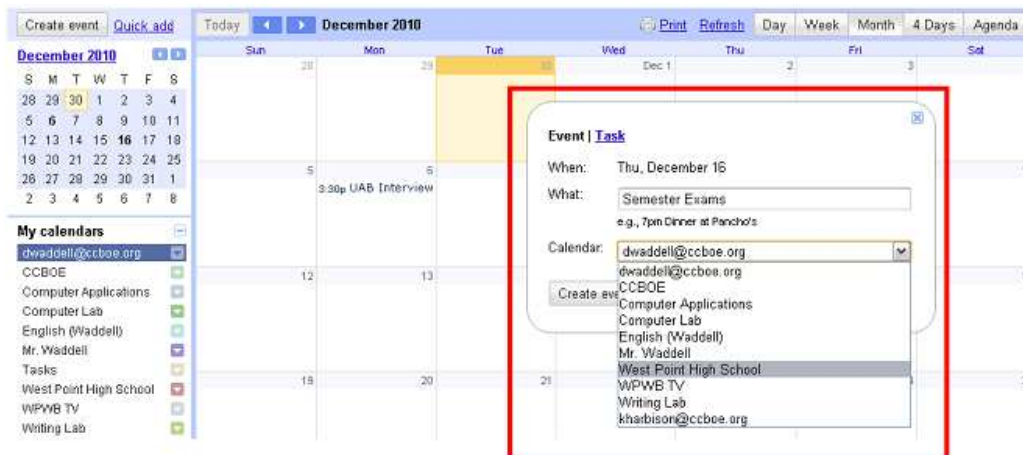 Create event Quick add Today December 2010 Print Refresh Day Week Month 4 Days Agenda
December 2010
S M T W T F S
28 29 30 1 2 3 4
5 6 7 8 9 10 11
12 13 14 15 16 17 18
19 20 21 22 23 24 25
26 27 28 29 30 31 1
2 3 4 5 6 7 8
My calendars
dwaddell@ccboe.org
CCBOE
Computer Applications
Computer Lab
English (Waddell)
Mr. Waddell
Tasks
West Point High School
WPWB TV
Writing Lab
Sun Mon Tue Wed Thu Fri Sat
28 29 30 Dec 1 2 3
5 6
3:30p UAB Interview
12 13
19 20 21
Event | Task
When: Thu, December 16
What: Semester Exams
e.g., 7pm Dinner at Pancho's
Calendar: dwaddell@ccboe.org
dwaddell@ccboe.org
CCBOE
Computer Applications
Computer Lab
English (Waddell)
Mr. Waddell
West Point High School
WPWB TV
Writing Lab
kharbison@ccboe.org
Create eve